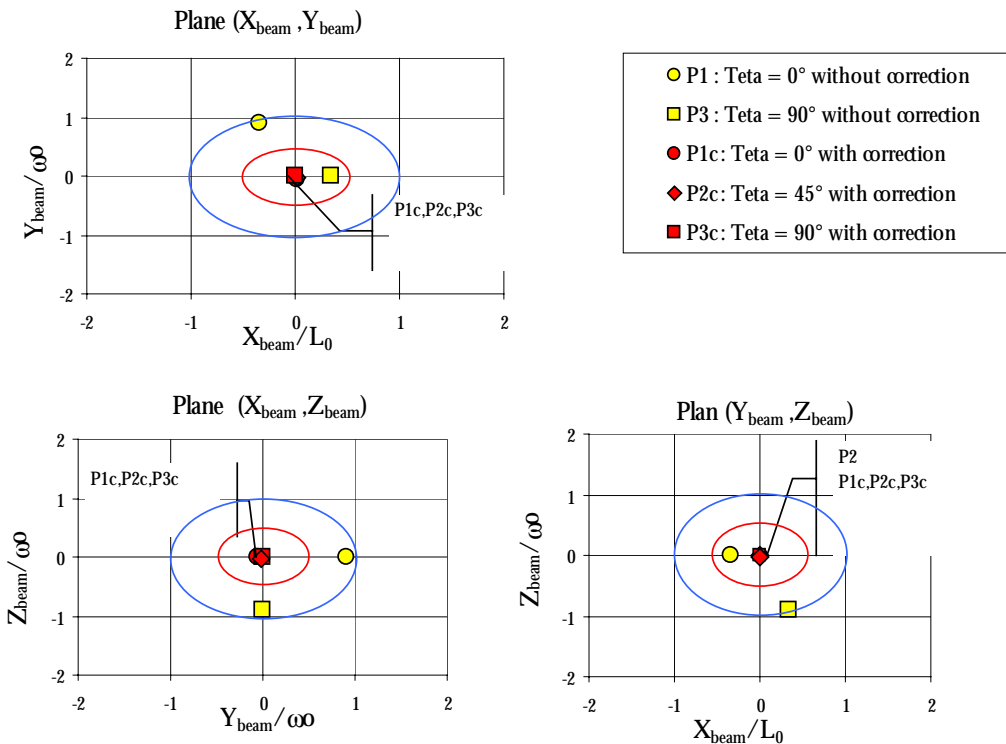 Plane (Xbeam ,Ybeam)
2
1
0
-1
-2
-2
-1
0
1
2
Ybeam/ωo
Xbeam/L0
P1c,P2c,P3c
P1 : Teta = 0° without correction
P3 : Teta = 90° without correction
P1c : Teta = 0° with correction
P2c : Teta = 45° with correction
P3c : Teta = 90° with correction
Plane (Xbeam ,Zbeam)
2
1
0
-1
-2
-2
-1
0
1
2
Zbeam/ωo
Ybeam/ωo
P1c,P2c,P3c
Plan (Ybeam ,Zbeam)
2
1
0
-1
-2
-2
-1
0
1
2
Zbeam/ωo
Xbeam/L0
P2
P1c,P2c,P3c